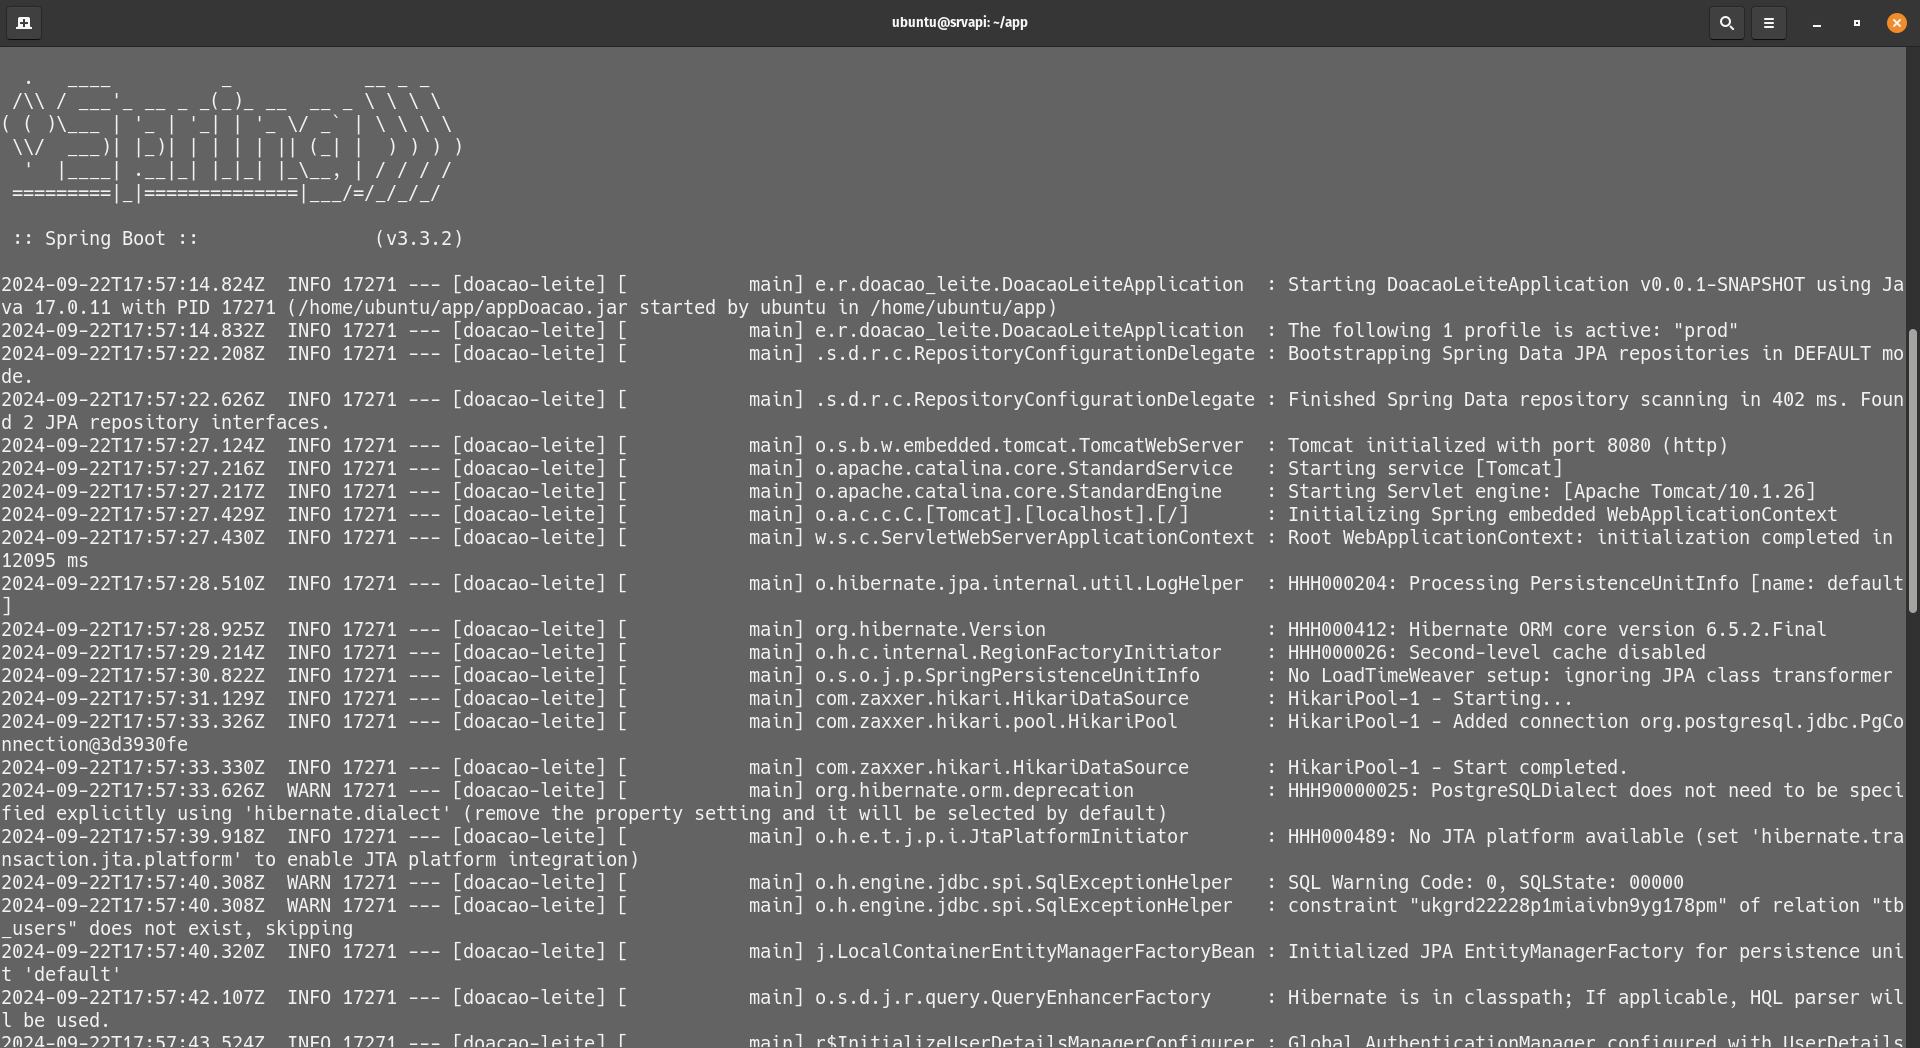 ubuntu@srvapi: ~/app
  .   ____          _            __ _ _
 /\\ / ___'_ __ _ _(_)_ __  __ _ \ \ \ \
( ( )\___ | '_ | '_| | '_ \/ _` | \ \ \ \
 \\/  ___)| |_)| | | | | || (_| |  ) ) ) )
  '  |____| .__|_| |_|_| |_\__, | / / / /
 =========|_|==============|___/=/_/_/_/
 :: Spring Boot ::                (v3.3.2)
2024-09-22T17:57:14.824Z  INFO 17271 --- [doacao-leite] [           main] e.r.doacao_leite.DoacaoLeiteApplication  : Starting DoacaoLeiteApplication v0.0.1-SNAPSHOT using Ja
va 17.0.11 with PID 17271 (/home/ubuntu/app/appDoacao.jar started by ubuntu in /home/ubuntu/app)
2024-09-22T17:57:14.832Z  INFO 17271 --- [doacao-leite] [           main] e.r.doacao_leite.DoacaoLeiteApplication  : The following 1 profile is active: "prod"
2024-09-22T17:57:22.208Z  INFO 17271 --- [doacao-leite] [           main] .s.d.r.c.RepositoryConfigurationDelegate : Bootstrapping Spring Data JPA repositories in DEFAULT mo
de.
2024-09-22T17:57:22.626Z  INFO 17271 --- [doacao-leite] [           main] .s.d.r.c.RepositoryConfigurationDelegate : Finished Spring Data repository scanning in 402 ms. Foun
d 2 JPA repository interfaces.
2024-09-22T17:57:27.124Z  INFO 17271 --- [doacao-leite] [           main] o.s.b.w.embedded.tomcat.TomcatWebServer  : Tomcat initialized with port 8080 (http)
2024-09-22T17:57:27.216Z  INFO 17271 --- [doacao-leite] [           main] o.apache.catalina.core.StandardService   : Starting service [Tomcat]
2024-09-22T17:57:27.217Z  INFO 17271 --- [doacao-leite] [           main] o.apache.catalina.core.StandardEngine    : Starting Servlet engine: [Apache Tomcat/10.1.26]
2024-09-22T17:57:27.429Z  INFO 17271 --- [doacao-leite] [           main] o.a.c.c.C.[Tomcat].[localhost].[/]       : Initializing Spring embedded WebApplicationContext
2024-09-22T17:57:27.430Z  INFO 17271 --- [doacao-leite] [           main] w.s.c.ServletWebServerApplicationContext : Root WebApplicationContext: initialization completed in
12095 ms
2024-09-22T17:57:28.510Z  INFO 17271 --- [doacao-leite] [           main] o.hibernate.jpa.internal.util.LogHelper  : HHH000204: Processing PersistenceUnitInfo [name: default
]
2024-09-22T17:57:28.925Z  INFO 17271 --- [doacao-leite] [           main] org.hibernate.Version                    : HHH000412: Hibernate ORM core version 6.5.2.Final
2024-09-22T17:57:29.214Z  INFO 17271 --- [doacao-leite] [           main] o.h.c.internal.RegionFactoryInitiator    : HHH000026: Second-level cache disabled
2024-09-22T17:57:30.822Z  INFO 17271 --- [doacao-leite] [           main] o.s.o.j.p.SpringPersistenceUnitInfo      : No LoadTimeWeaver setup: ignoring JPA class transformer
2024-09-22T17:57:31.129Z  INFO 17271 --- [doacao-leite] [           main] com.zaxxer.hikari.HikariDataSource       : HikariPool-1 - Starting...
2024-09-22T17:57:33.326Z  INFO 17271 --- [doacao-leite] [           main] com.zaxxer.hikari.pool.HikariPool        : HikariPool-1 - Added connection org.postgresql.jdbc.PgCo
nnection@3d3930fe
2024-09-22T17:57:33.330Z  INFO 17271 --- [doacao-leite] [           main] com.zaxxer.hikari.HikariDataSource       : HikariPool-1 - Start completed.
2024-09-22T17:57:33.626Z  WARN 17271 --- [doacao-leite] [           main] org.hibernate.orm.deprecation            : HHH90000025: PostgreSQLDialect does not need to be speci
fied explicitly using 'hibernate.dialect' (remove the property setting and it will be selected by default)
2024-09-22T17:57:39.918Z  INFO 17271 --- [doacao-leite] [           main] o.h.e.t.j.p.i.JtaPlatformInitiator       : HHH000489: No JTA platform available (set 'hibernate.tra
nsaction.jta.platform' to enable JTA platform integration)
2024-09-22T17:57:40.308Z  WARN 17271 --- [doacao-leite] [           main] o.h.engine.jdbc.spi.SqlExceptionHelper   : SQL Warning Code: 0, SQLState: 00000
2024-09-22T17:57:40.308Z  WARN 17271 --- [doacao-leite] [           main] o.h.engine.jdbc.spi.SqlExceptionHelper   : constraint "ukgrd22228p1miaivbn9yg178pm" of relation "tb
_users" does not exist, skipping
2024-09-22T17:57:40.320Z  INFO 17271 --- [doacao-leite] [           main] j.LocalContainerEntityManagerFactoryBean : Initialized JPA EntityManagerFactory for persistence uni
t 'default'
2024-09-22T17:57:42.107Z  INFO 17271 --- [doacao-leite] [           main] o.s.d.j.r.query.QueryEnhancerFactory     : Hibernate is in classpath; If applicable, HQL parser wil
l be used.
2024-09-22T17:57:43.524Z  INFO 17271 --- [doacao-leite] [           main] r$InitializeUserDetailsManagerConfigurer : Global AuthenticationManager configured with UserDetails